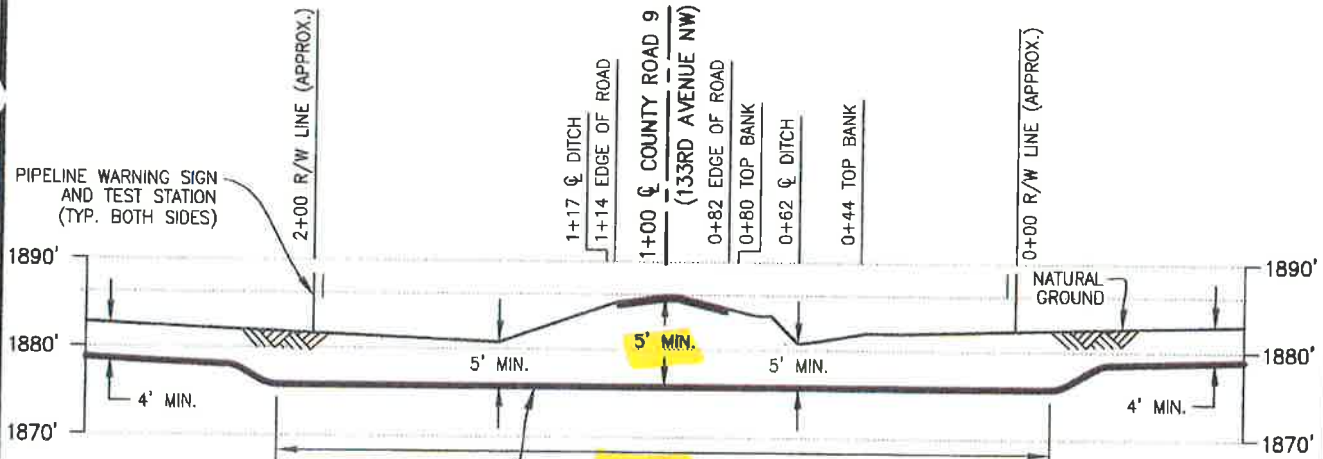 2+00 R/W LINE (APPROX.)
1+17 ℄ DITCH
1+14 EDGE OF ROAD
1+00 ℄ COUNTY ROAD 9
(133RD AVENUE NW)
0+82 EDGE OF ROAD
0+80 TOP BANK
0+62 ℄ DITCH
0+44 TOP BANK
0+00 R/W LINE (APPROX.)
PIPELINE WARNING SIGN
AND TEST STATION
(TYP. BOTH SIDES)
1890'
1890'
NATURAL
GROUND
1880'
1880'
5' MIN.
5' MIN.
5' MIN.
4' MIN.
4' MIN.
1870'
1870'